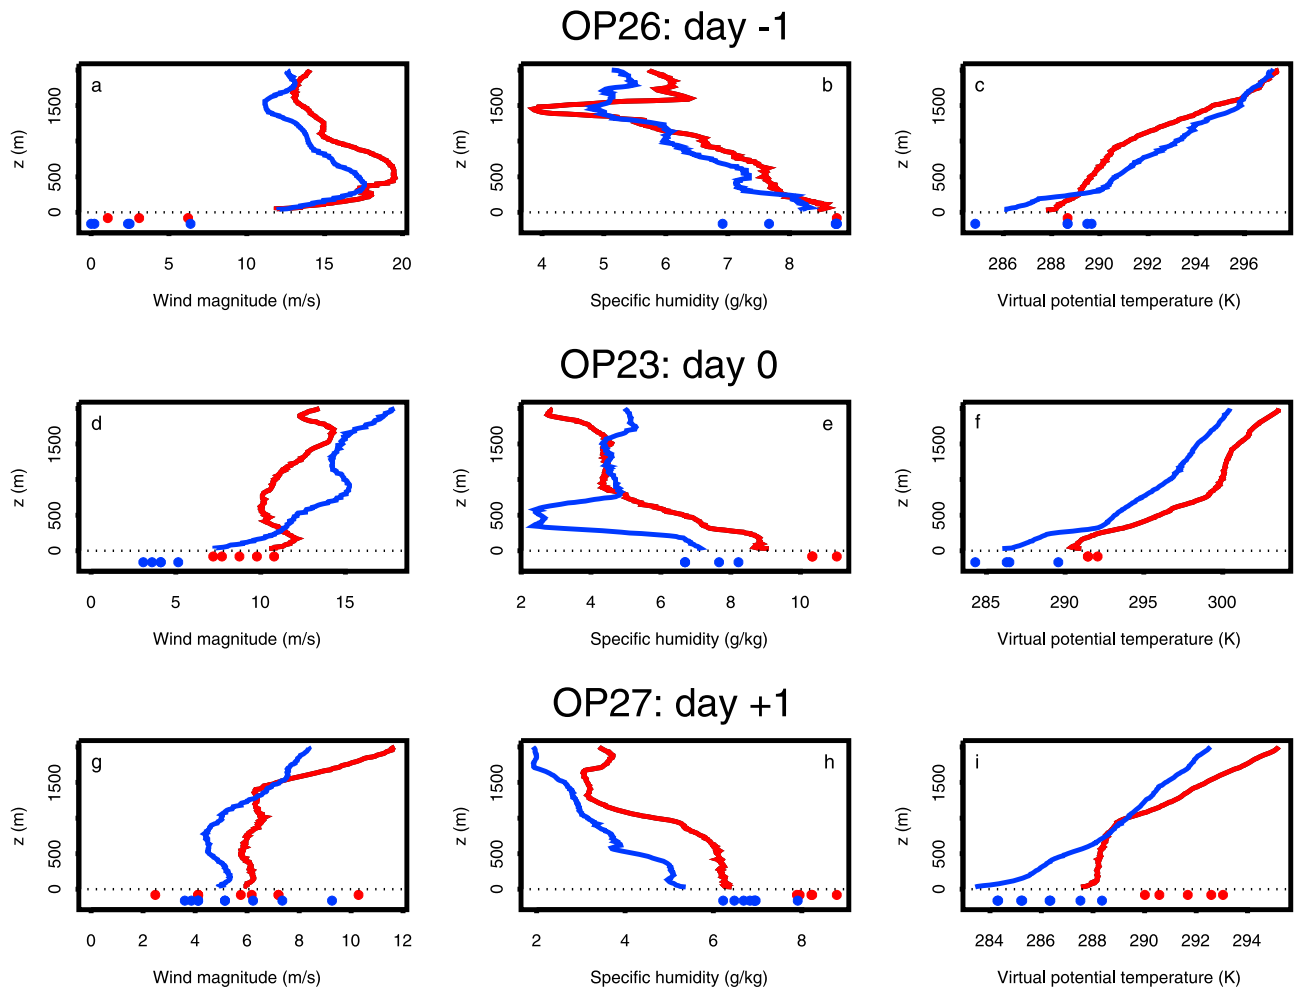 OP26: day -1
a
b
c
z (m)
0 500 1500
z (m)
0 500 1500
z (m)
0 500 1500
0 5 10 15 20
4 5 6 7 8
286 288 290 292 294 296
Wind magnitude (m/s)
Specific humidity (g/kg)
Virtual potential temperature (K)
OP23: day 0
d
e
f
z (m)
0 500 1500
z (m)
0 500 1500
z (m)
0 500 1500
0 5 10 15
2 4 6 8 10
285 290 295 300
Wind magnitude (m/s)
Specific humidity (g/kg)
Virtual potential temperature (K)
OP27: day +1
g
h
i
z (m)
0 500 1500
z (m)
0 500 1500
z (m)
0 500 1500
0 2 4 6 8 10 12
2 4 6 8
284 286 288 290 292 294
Wind magnitude (m/s)
Specific humidity (g/kg)
Virtual potential temperature (K)